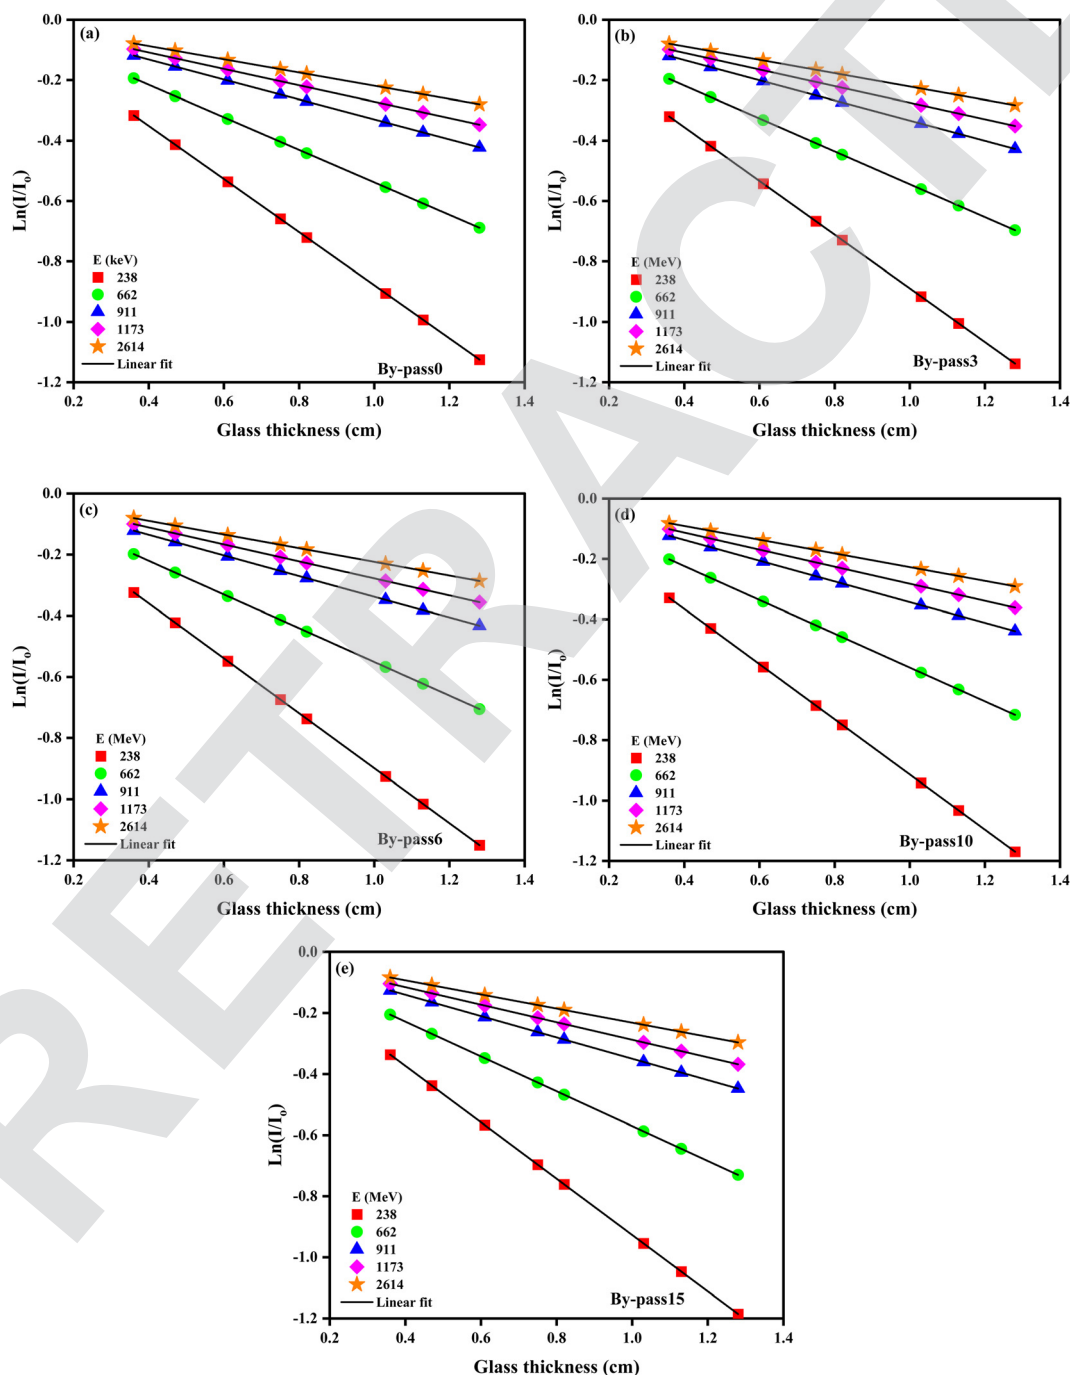 RETRACTED
(a)
0.0
-0.2
-0.4
-0.6
-0.8
-1.0
-1.2
Ln(I/Io)
E (keV)
238
662
911
1173
2614
Linear fit
By-pass0
0.2 0.4 0.6 0.8 1.0 1.2 1.4
Glass thickness (cm)
(b)
0.0
-0.2
-0.4
-0.6
-0.8
-1.0
-1.2
Ln(I/Io)
E (MeV)
238
662
911
1173
2614
Linear fit
By-pass3
0.2 0.4 0.6 0.8 1.0 1.2 1.4
Glass thickness (cm)
(c)
0.0
-0.2
-0.4
-0.6
-0.8
-1.0
-1.2
Ln(I/Io)
E (MeV)
238
662
911
1173
2614
Linear fit
By-pass6
0.2 0.4 0.6 0.8 1.0 1.2 1.4
Glass thickness (cm)
(d)
0.0
-0.2
-0.4
-0.6
-0.8
-1.0
-1.2
Ln(I/Io)
E (MeV)
238
662
911
1173
2614
Linear fit
By-pass10
0.2 0.4 0.6 0.8 1.0 1.2 1.4
Glass thickness (cm)
(e)
0.0
-0.2
-0.4
-0.6
-0.8
-1.0
-1.2
Ln(I/Io)
E (MeV)
238
662
911
1173
2614
Linear fit
By-pass15
0.2 0.4 0.6 0.8 1.0 1.2 1.4
Glass thickness (cm)